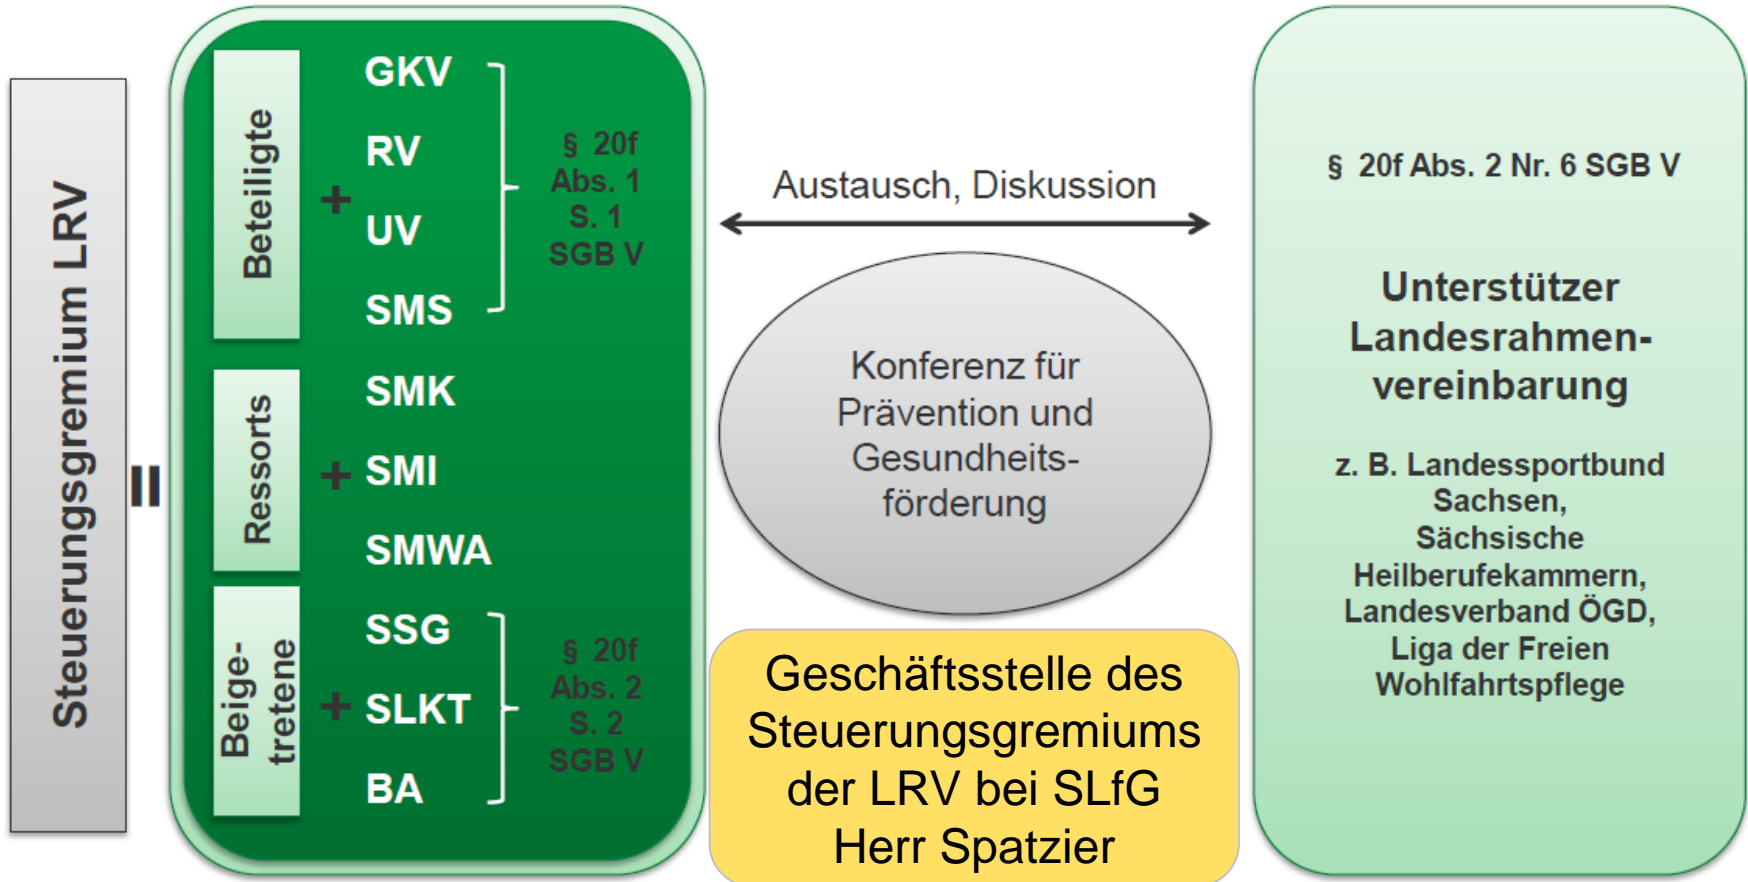 Steuerungsgremium LRV
=
Beteiligte
+
GKV
RV
UV
SMS
§ 20f
Abs. 1
S. 1
SGB V
Ressorts
+
SMK
SMI
SMWA
Beige-
tretene
+
SSG
SLKT
BA
§ 20f
Abs. 2
S. 2
SGB V
Austausch, Diskussion
Konferenz für
Prävention und
Gesundheits-
förderung
Geschäftsstelle des
Steuerungsgremiums
der LRV bei SLfG
Herr Spatzier
§ 20f Abs. 2 Nr. 6 SGB V
Unterstützer
Landesrahmen-
vereinbarung
z. B. Landessportbund
Sachsen,
Sächsische
Heilberufekammern,
Landesverband ÖGD,
Liga der Freien
Wohlfahrtspflege